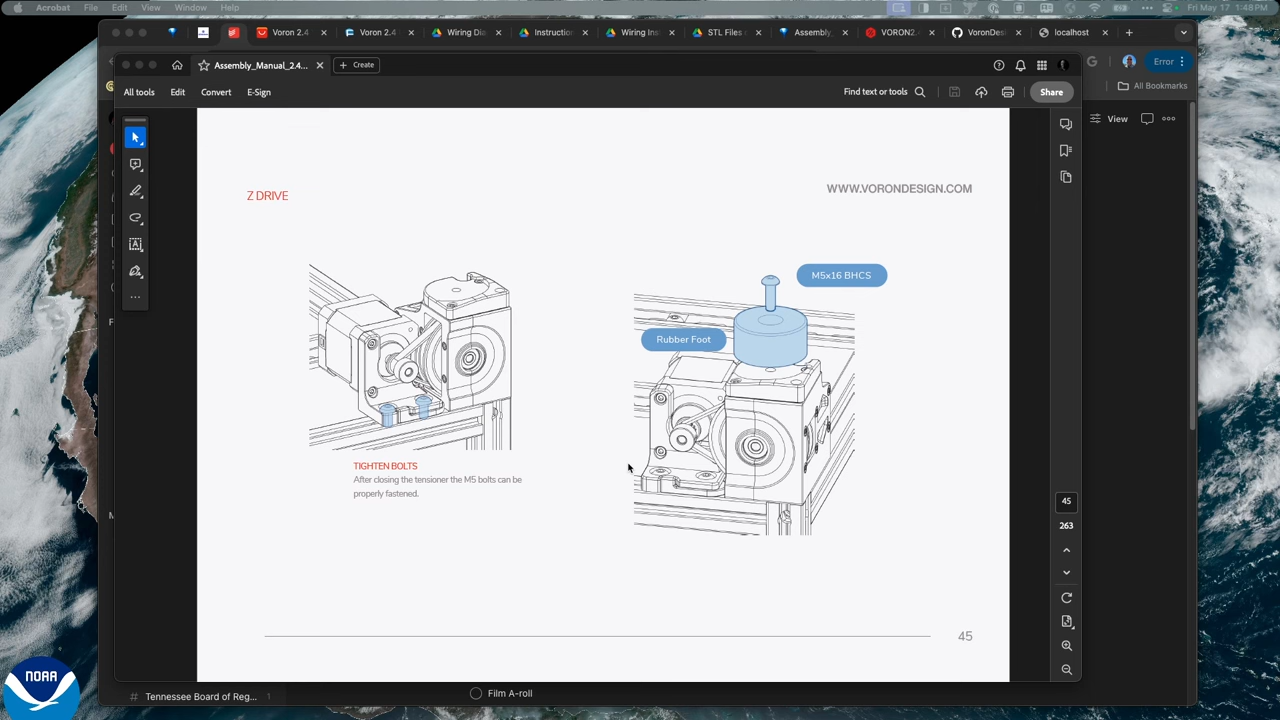 Acrobat File Edit View Window Help
Fri May 17 1:48 PM
Voron 2.4
Voron 2.4
Wiring Dia
Instruction
Wiring Ins
STL Files
Assembly_
VORON2.
VoronDes
localhost
Error
All Bookmarks
Assembly_Manual_2.4...
Create
All tools Edit Convert E-Sign
Find text or tools
Share
View
Z DRIVE
WWW.VORONDESIGN.COM
M5x16 BHCS
Rubber Foot
TIGHTEN BOLTS
After closing the tensioner the M5 bolts can be
properly fastened.
45
263
45
NOAA
# Tennessee Board of Reg... 1
Film A-roll